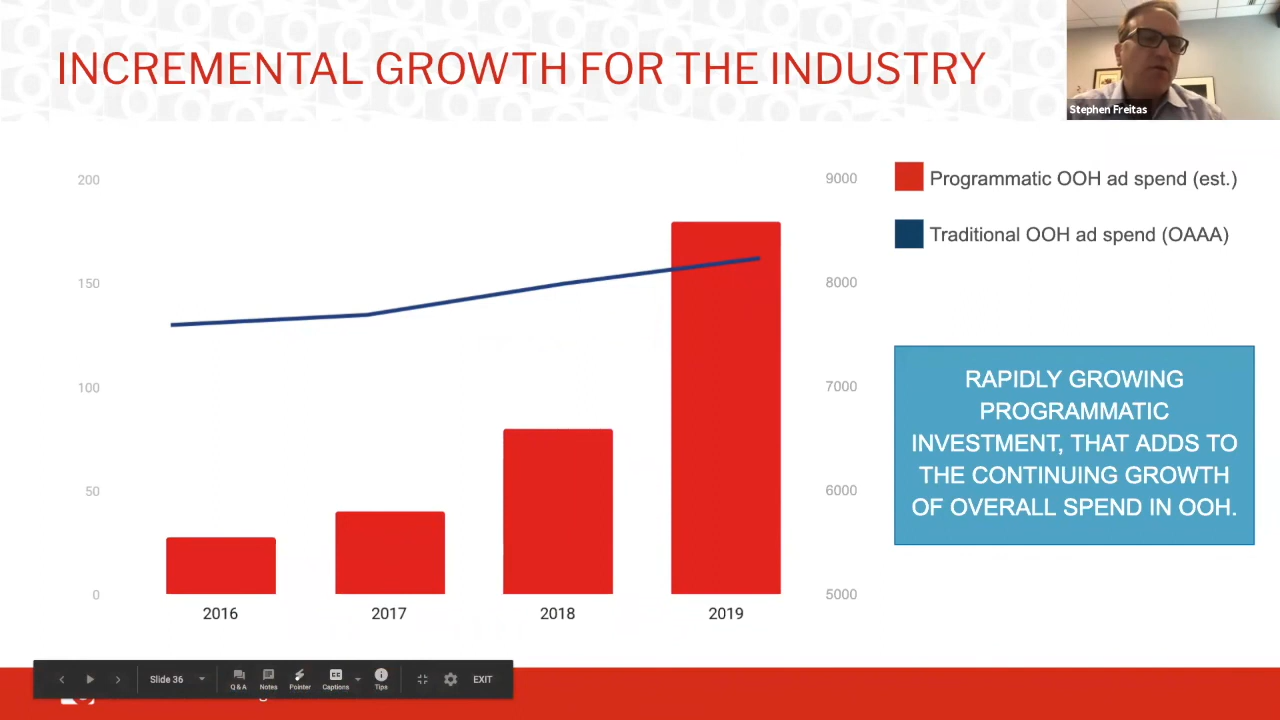 INCREMENTAL GROWTH FOR THE INDUSTRY
Stephen Freitas
200
150
100
50
0
9000
8000
7000
6000
5000
2016
2017
2018
2019
Programmatic OOH ad spend (est.)
Traditional OOH ad spend (OAAA)
RAPIDLY GROWING
PROGRAMMATIC
INVESTMENT, THAT ADDS TO
THE CONTINUING GROWTH
OF OVERALL SPEND IN OOH.
Slide 36
Q & A
Notes
Pointer
CC
Captions
Tips
EXIT